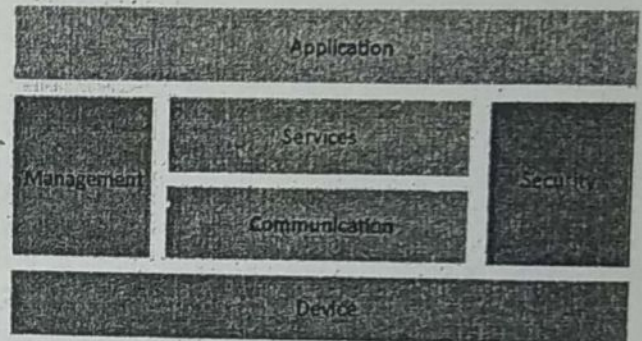 Application
Services
Management
Security
Communication
Device